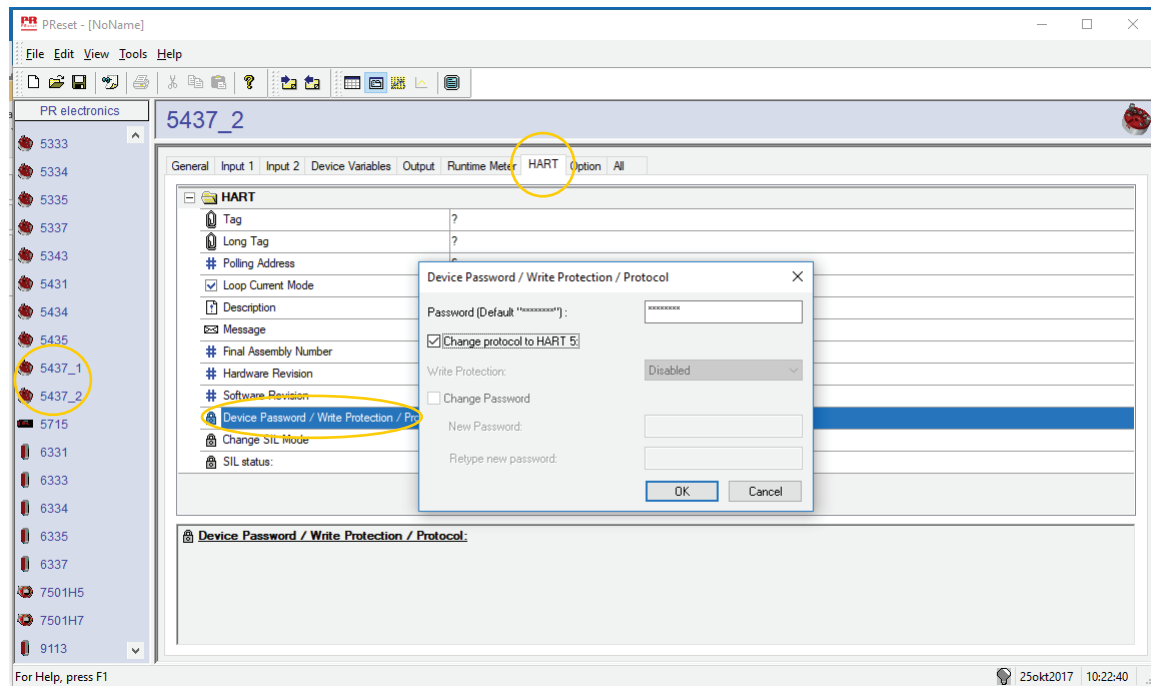 PR PReset - [NoName]
File Edit View Tools Help
PR electronics
5333
5334
5335
5337
5343
5431
5434
5435
5437_1
5437_2
5715
6331
6333
6334
6335
6337
7501H5
7501H7
9113
5437_2
General Input 1 Input 2 Device Variables Output Runtime Meter HART Option All
HART
Tag ?
Long Tag ?
Polling Address
Loop Current Mode
Description
Message
Final Assembly Number
Hardware Revision
Software Revision
Device Password / Write Protection / Pro
Change SIL Mode
SIL status:
Device Password / Write Protection / Protocol
Password (Default "********") : ********
Change protocol to HART 5:
Write Protection: Disabled
Change Password
New Password:
Retype new password:
OK Cancel
Device Password / Write Protection / Protocol:
For Help, press F1 25okt2017 10:22:40